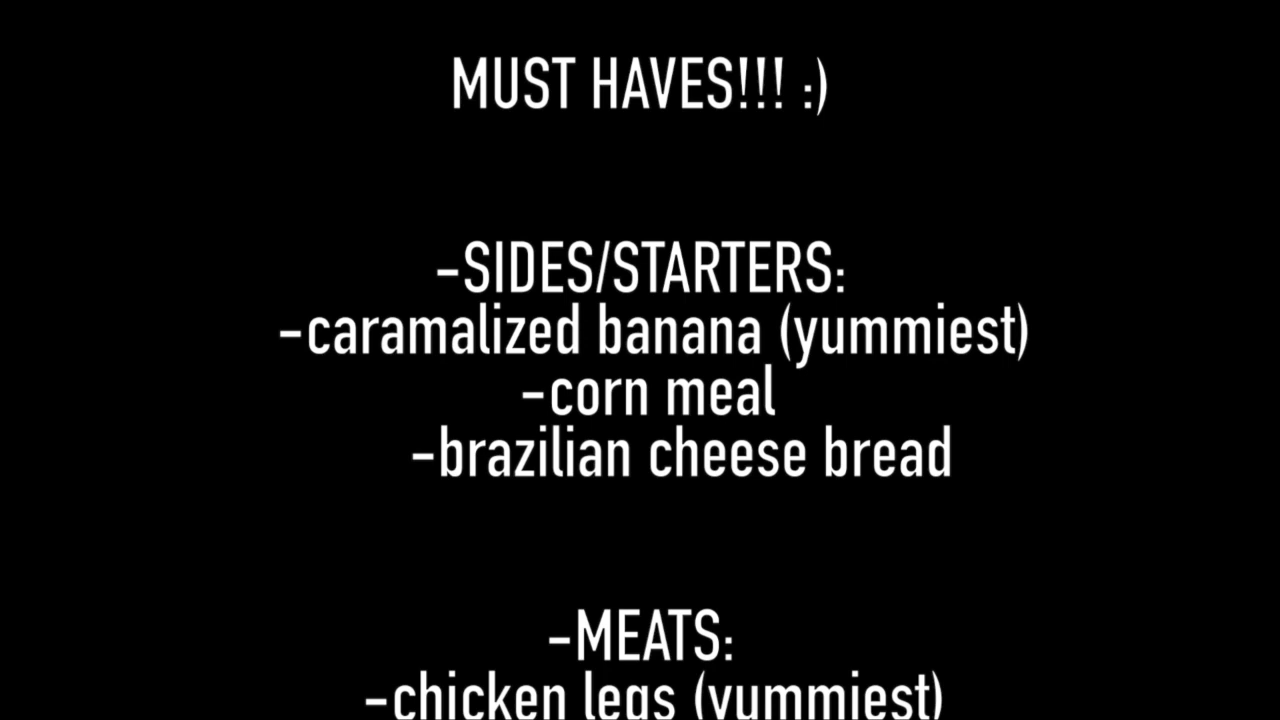 MUST HAVES!!! :)
-SIDES/STARTERS:
-caramalized banana (yummiest)
-corn meal
-brazilian cheese bread
-MEATS:
-chicken legs (yummiest)